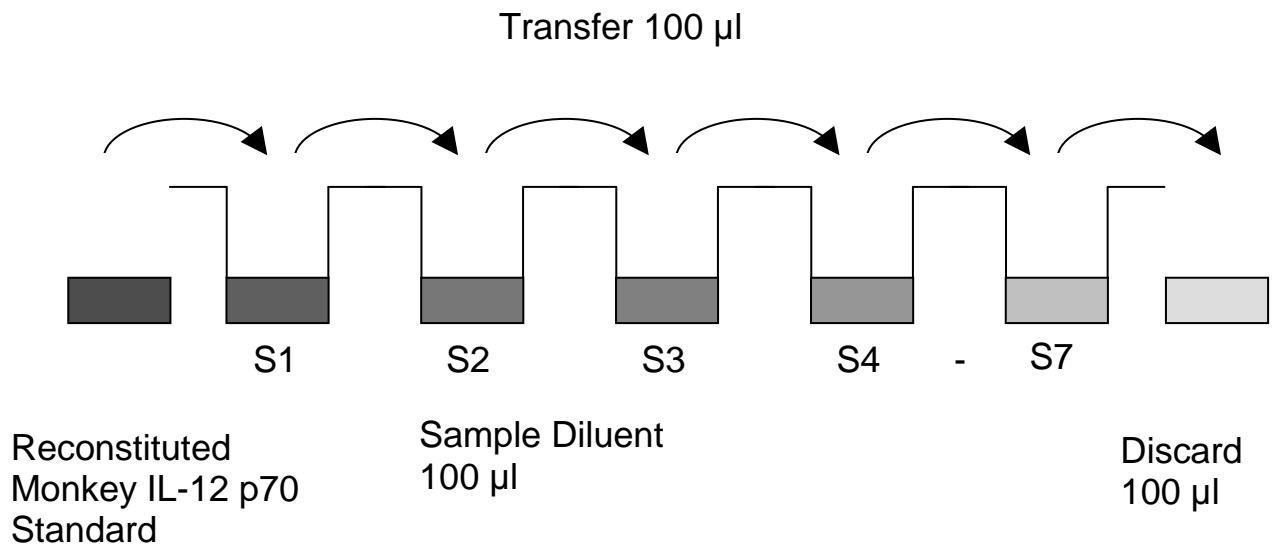 Transfer 100 µl
S1 S2 S3 S4 - S7
Reconstituted
Monkey IL-12 p70
Standard
Sample Diluent
100 µl
Discard
100 µl